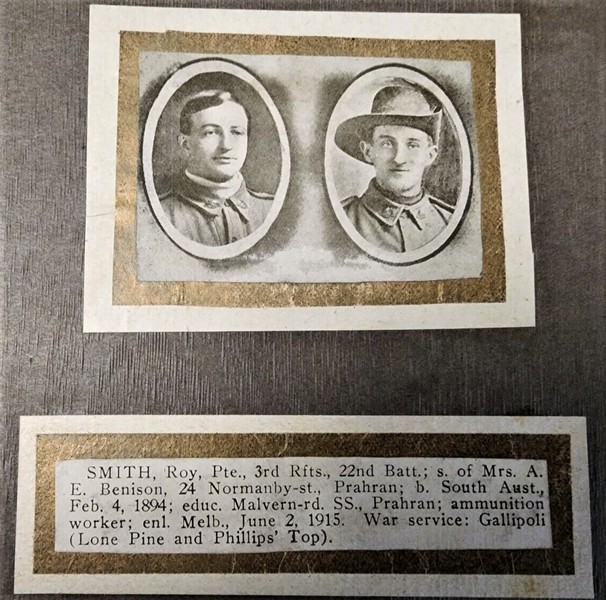 SMITH, Roy, Pte., 3rd Rfts., 22nd Batt.; s. of Mrs. A.
E. Benison, 24 Normanby-st., Prahran; b. South Aust.,
Feb. 4, 1894; educ. Malvern-rd. SS., Prahran; ammunition
worker; enl. Melb., June 2, 1915. War service: Gallipoli
(Lone Pine and Phillips' Top).